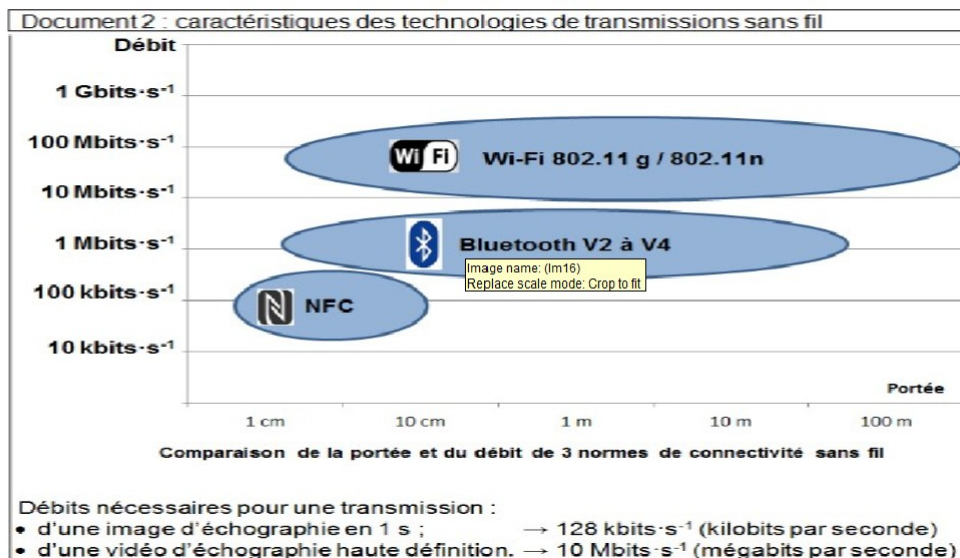 Document 2 : caractéristiques des technologies de transmissions sans fil
Débit
1 Gbits·s⁻¹
100 Mbits·s⁻¹
Wi Fi Wi-Fi 802.11 g / 802.11n
10 Mbits·s⁻¹
1 Mbits·s⁻¹
Bluetooth V2 à V4
Image name: (Im16)
Replace scale mode: Crop to fit
100 kbits·s⁻¹
NFC
10 kbits·s⁻¹
Portée
1 cm 10 cm 1 m 10 m 100 m
Comparaison de la portée et du débit de 3 normes de connectivité sans fil
Débits nécessaires pour une transmission :
• d'une image d'échographie en 1 s ; → 128 kbits·s⁻¹ (kilobits par seconde)
• d'une vidéo d'échographie haute définition. → 10 Mbits·s⁻¹ (mégabits par seconde)